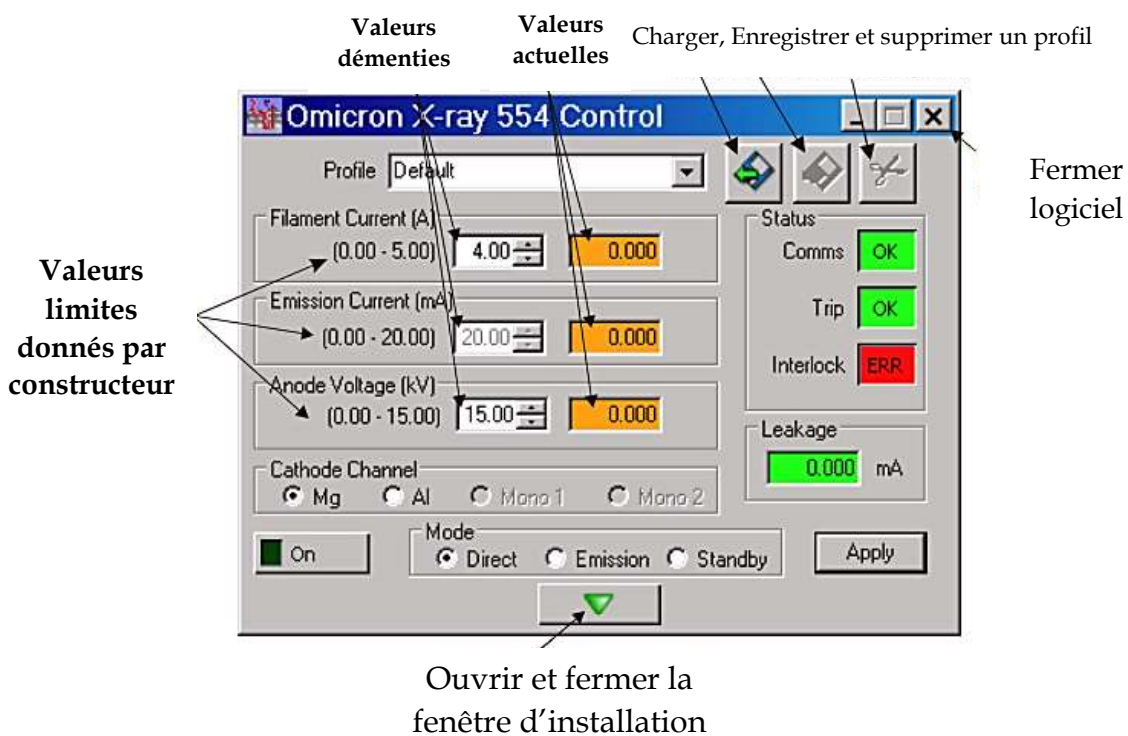 Valeurs
démenties
Valeurs
actuelles
Charger, Enregistrer et supprimer un profil
Omicron X-ray 554 Control
Fermer
logiciel
Profile Default
Filament Current (A)
(0.00 - 5.00) 4.00 0.000
Emission Current (mA)
(0.00 - 20.00) 20.00 0.000
Anode Voltage (kV)
(0.00 - 15.00) 15.00 0.000
Valeurs
limites
donnés par
constructeur
Status
Comms OK
Trip OK
Interlock ERR
Leakage
0.000 mA
Cathode Channel
Mg Al Mono 1 Mono 2
On
Mode
Direct Emission Standby
Apply
Ouvrir et fermer la
fenêtre d’installation